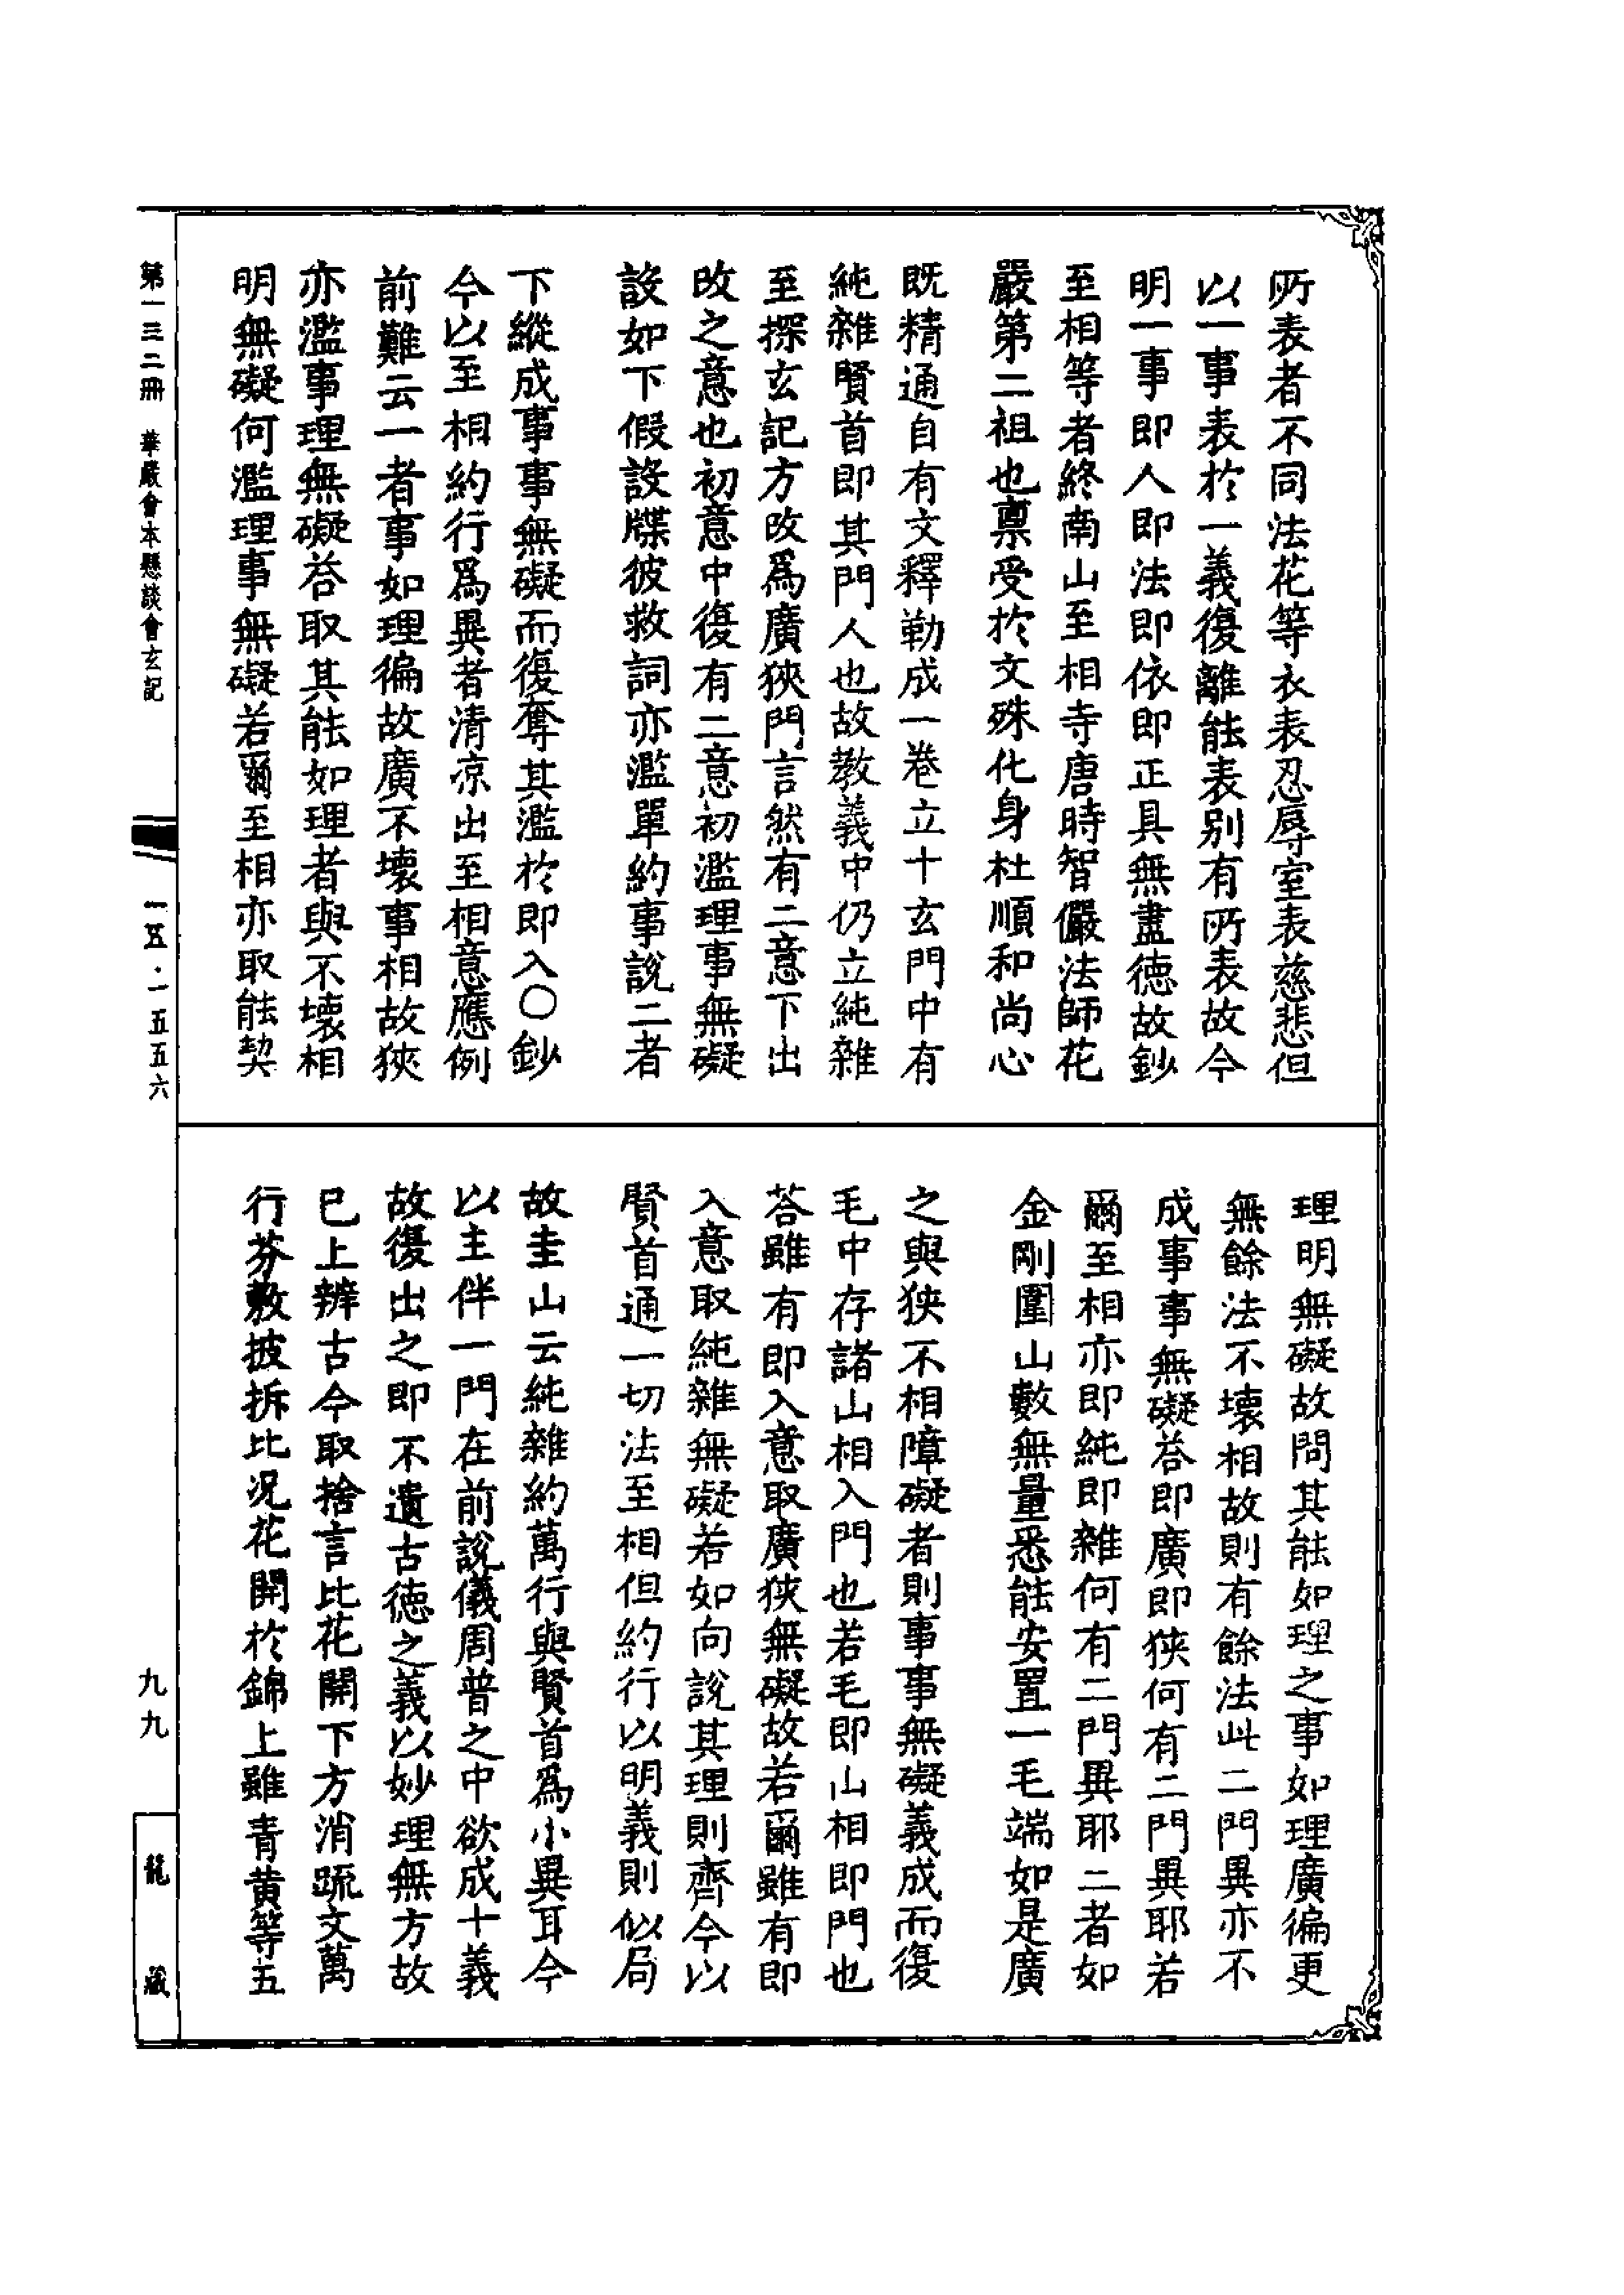 所表者不同法花等衣表忍辱室表慈悲但
以一事表於一義復離能表别有所表故今
明一事即人即法即依即正具無盡德故鈔
至相等者終南山至相寺唐時智儼法師花
嚴第二祖也禀受於文殊化身杜順和尚心
既精通自有文釋勒成一卷立十玄門中有
純雜賢首即其門人也故教義中仍立純雜
至探玄記方改爲廣狹門言然有二意下出
改之意也初意中復有二意初濫理事無礙
設如下假設牒彼救詞亦濫單約事說二者
下縱成事事無礙而復奪其濫於即入〇鈔
今以至相約行爲異者清凉出至相意應例
前難云一者事如理徧故廣不壞事相故狹
亦濫事理無礙荅取其能如理者與不壞相
明無礙何濫理事無礙若爾至相亦取能契
理明無礙故問其能如理之事如理廣徧更
無餘法不壞相故則有餘法此二門異亦不
成事事無礙荅即廣即狹何有二門異耶若
爾至相亦即純即雜何有二門異耶二者如
金剛圍山數無量悉能安置一毛端如是廣
之與狹不相障礙者則事事無礙義成而復
毛中存諸山相入門也若毛即山相即門也
荅雖有即入意取廣狹無礙故若爾雖有即
入意取純雜無礙若如向說其理則齊今以
賢首通一切法至相但約行以明義則似局
故圭山云純雜約萬行與賢首爲小異耳今
以主伴一門在前說儀周普之中欲成十義
故復出之即不遺古德之義以妙理無方故
已上辨古今取捨言比花開下方消疏文萬
行芬敷披拆比况花開於錦上雖青黄等五
第一三二冊　華嚴會本懸談會玄記
一五·一五五六
九九
龍藏